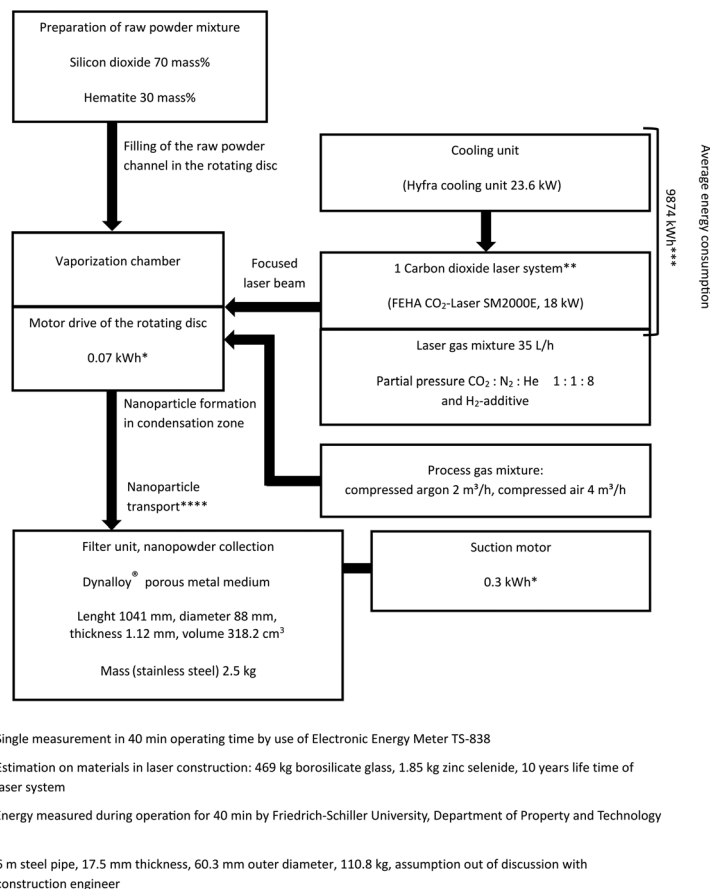 Preparation of raw powder mixture
Silicon dioxide 70 mass%
Hematite 30 mass%
Filling of the raw powder
channel in the rotating disc
Cooling unit
(Hyfra cooling unit 23.6 kW)
Average energy consumption
9874 kWh***
Vaporization chamber
Focused
laser beam
1 Carbon dioxide laser system**
(FEHA CO₂-Laser SM2000E, 18 kW)
Motor drive of the rotating disc
0.07 kWh*
Laser gas mixture 35 L/h
Partial pressure CO₂ : N₂ : He 1 : 1 : 8
and H₂-additive
Nanoparticle formation
in condensation zone
Process gas mixture:
compressed argon 2 m³/h, compressed air 4 m³/h
Nanoparticle
transport****
Filter unit, nanopowder collection
Dynalloy® porous metal medium
Lenght 1041 mm, diameter 88 mm,
thickness 1.12 mm, volume 318.2 cm³
Mass (stainless steel) 2.5 kg
Suction motor
0.3 kWh*
Single measurement in 40 min operating time by use of Electronic Energy Meter TS-838
Estimation on materials in laser construction: 469 kg borosilicate glass, 1.85 kg zinc selenide, 10 years life time of
laser system
Energy measured during operation for 40 min by Friedrich-Schiller University, Department of Property and Technology
m steel pipe, 17.5 mm thickness, 60.3 mm outer diameter, 110.8 kg, assumption out of discussion with
construction engineer